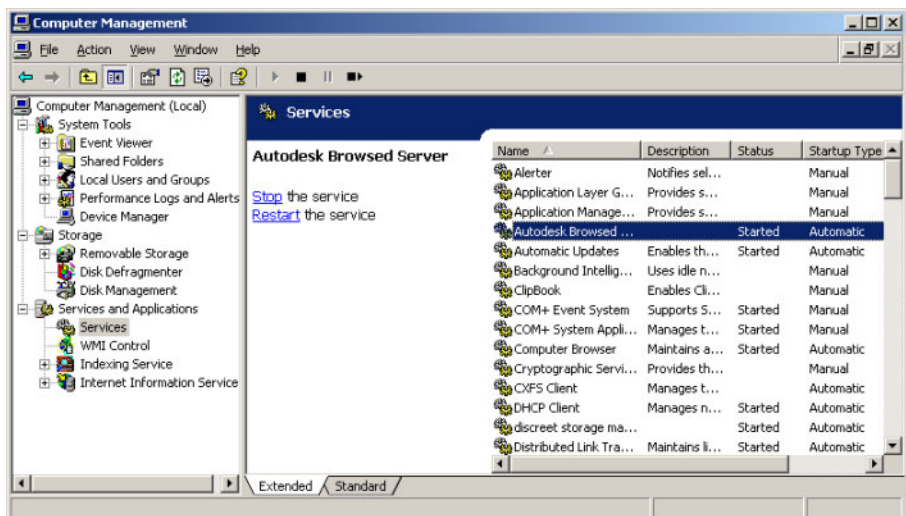 Computer Management
File Action View Window Help
Computer Management (Local)
System Tools
Event Viewer
Shared Folders
Local Users and Groups
Performance Logs and Alerts
Device Manager
Storage
Removable Storage
Disk Defragmenter
Disk Management
Services and Applications
Services
WMI Control
Indexing Service
Internet Information Service
Services
Autodesk Browsed Server
Stop the service
Restart the service
Name Description Status Startup Type
Alerter Notifies sel... Manual
Application Layer G... Provides s... Manual
Application Manage... Provides s... Manual
Autodesk Browsed ... Started Automatic
Automatic Updates Enables th... Started Automatic
Background Intellig... Uses idle n... Manual
ClipBook Enables Cli... Manual
COM+ Event System Supports S... Started Manual
COM+ System Appli... Manages t... Started Manual
Computer Browser Maintains a... Started Automatic
Cryptographic Servi... Provides th... Manual
CXFS Client Manages t... Automatic
DHCP Client Manages n... Started Automatic
discreet storage ma... Started Automatic
Distributed Link Tra... Maintains li... Started Automatic
Extended Standard